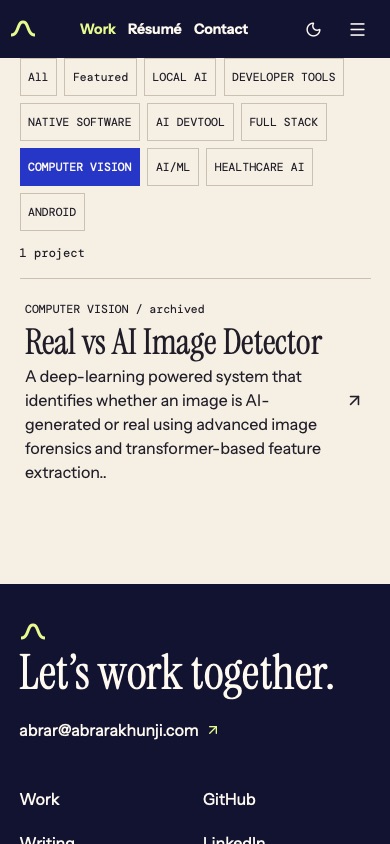 Work Résumé Contact
All Featured LOCAL AI DEVELOPER TOOLS
NATIVE SOFTWARE AI DEVTOOL FULL STACK
COMPUTER VISION AI/ML HEALTHCARE AI
ANDROID
1 project
COMPUTER VISION / archived
Real vs AI Image Detector
A deep-learning powered system that
identifies whether an image is AI-
generated or real using advanced image
forensics and transformer-based feature
extraction..
Let’s work together.
abrar@abrarakhunji.com
Work GitHub
Writing LinkedIn